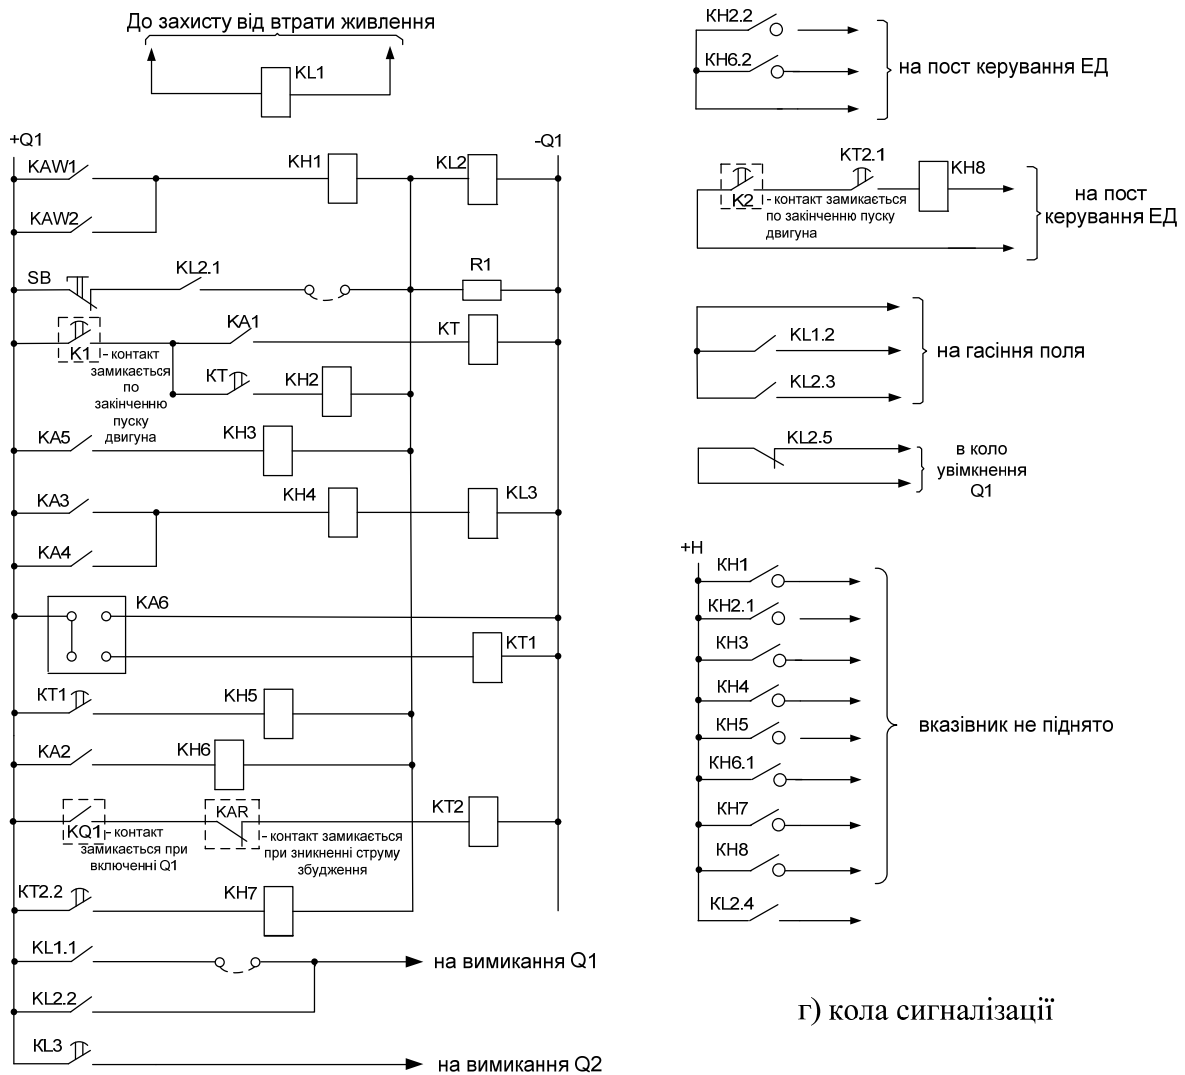 До захисту від втрати живлення
KL1
+Q1
-Q1
KAW1
KH1
KL2
KAW2
SB
KL2.1
R1
K1
- контакт
замикається
по
закінченню
пуску
двигуна
KA1
KT
KT
KH2
KA5
KH3
KA3
KH4
KL3
KA4
KA6
KT1
KT1
KH5
KA2
KH6
KQ1
- контакт
замикається при
включенні Q1
KAR
- контакт замикається
при зникненні струму
збудження
KT2
KT2.2
KH7
KL1.1
на вимикання Q1
KL2.2
KL3
на вимикання Q2
KH2.2
KH6.2
на пост керування ЕД
K2
- контакт замикається
по закінченню пуску
двигуна
KT2.1
KH8
на пост
керування ЕД
KL1.2
KL2.3
на гасіння поля
KL2.5
в коло
увімкнення
Q1
+H
KH1
KH2.1
KH3
KH4
KH5
KH6.1
KH7
KH8
вказівник не піднято
KL2.4
г) кола сигналізації